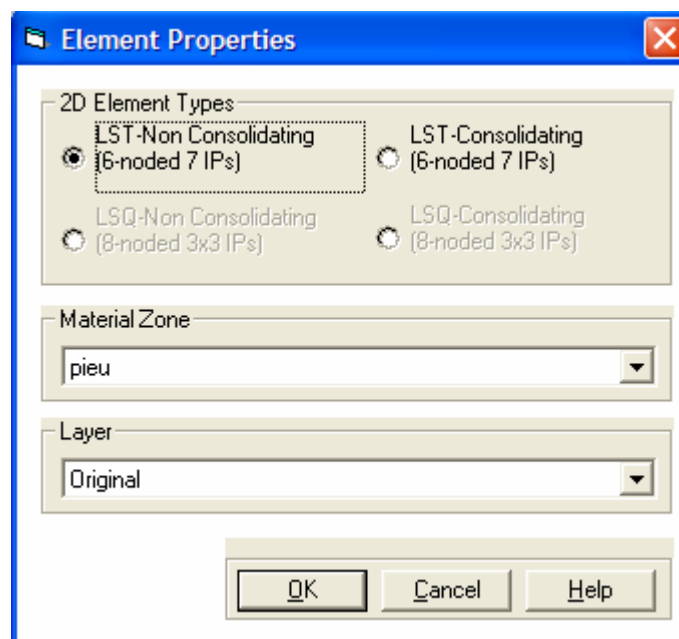 Element Properties
2D Element Types
LST-Non Consolidating
(6-noded 7 IPs)
LST-Consolidating
(6-noded 7 IPs)
LSQ-Non Consolidating
(8-noded 3x3 IPs)
LSQ-Consolidating
(8-noded 3x3 IPs)
Material Zone
pieu
Layer
Original
OK
Cancel
Help